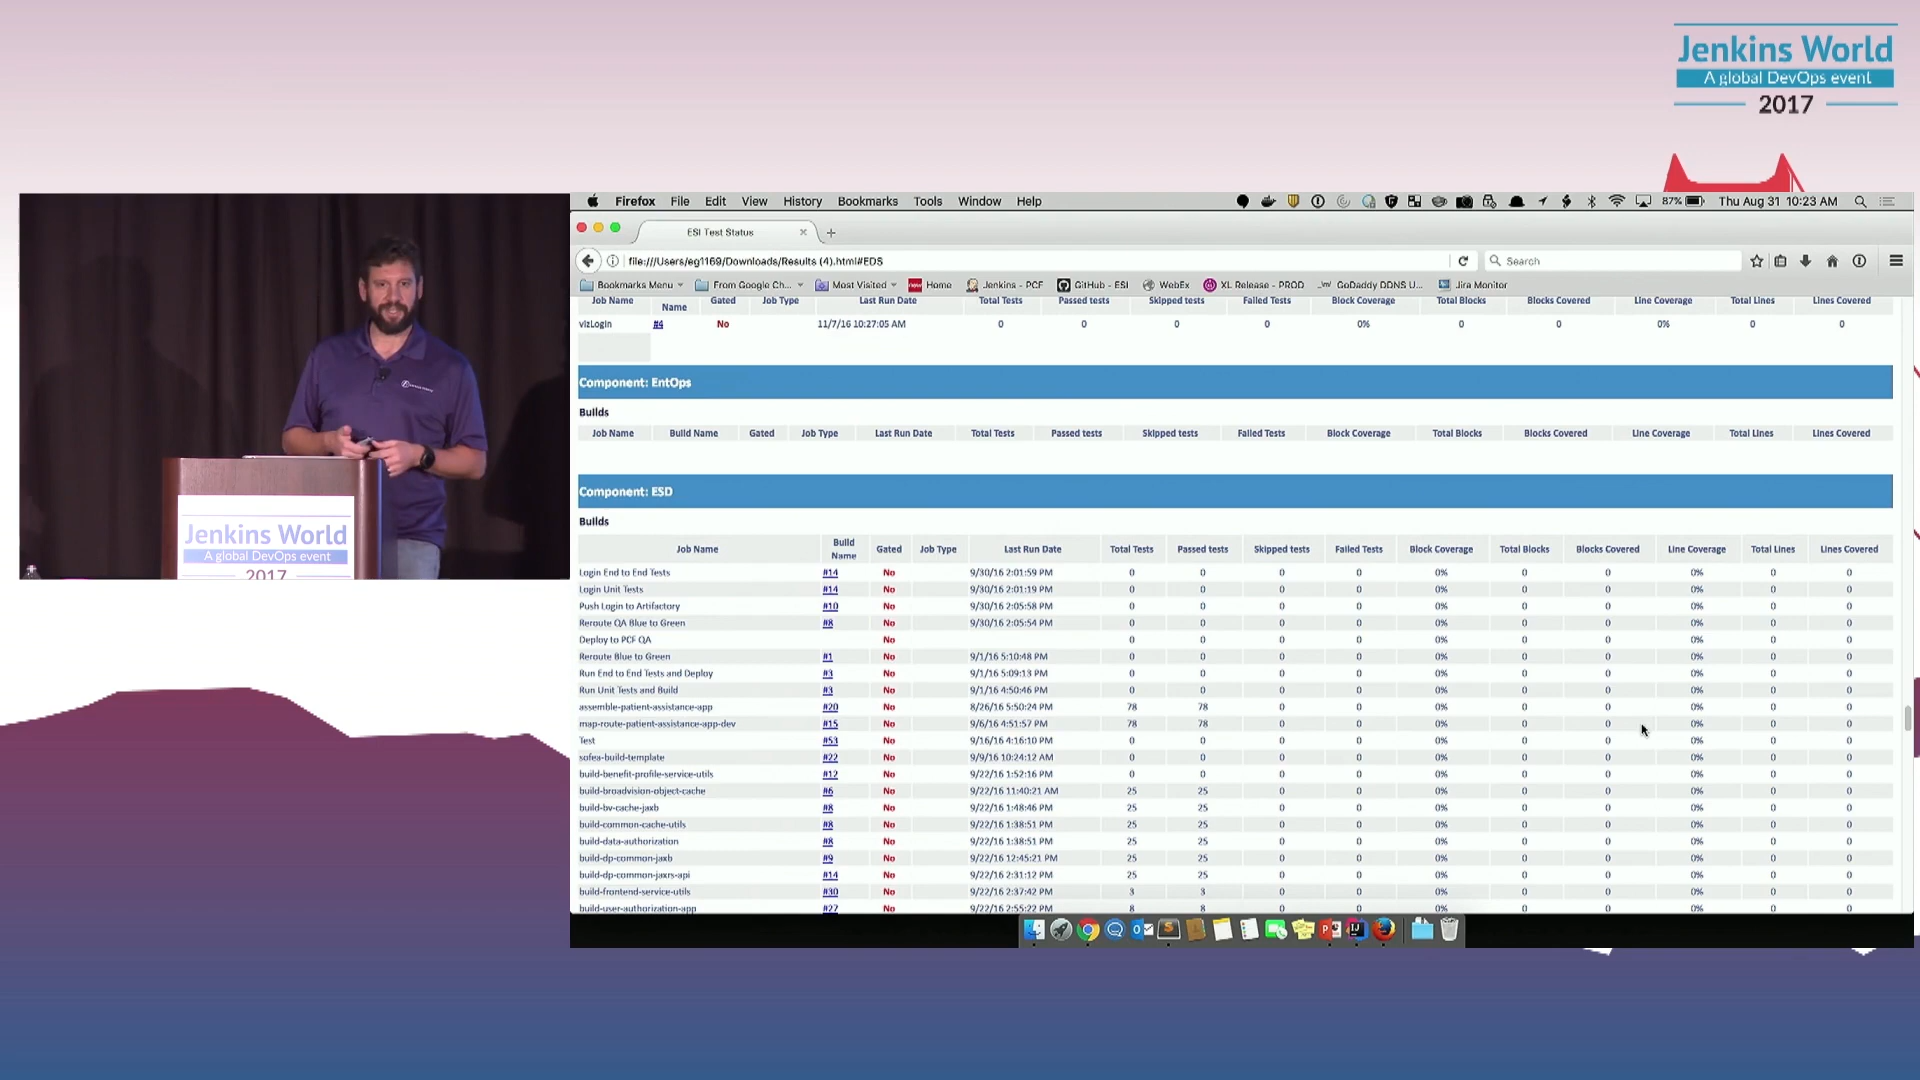 Jenkins World
A global DevOps event
2017
Firefox File Edit View History Bookmarks Tools Window Help 87% Thu Aug 31 10:23 AM
ESI Test Status
file:///Users/eg1169/Downloads/Results (4).html#EDS Search
Bookmarks Menu From Google Ch... Most Visited Home Jenkins - PCF GitHub - ESI WebEx XL Release - PROD GoDaddy DDNS U... Jira Monitor
Job Name Name Gated Job Type Last Run Date Total Tests Passed tests Skipped tests Failed Tests Block Coverage Total Blocks Blocks Covered Line Coverage Total Lines Lines Covered
vizLogin #4 No 11/7/16 10:27:05 AM 0 0 0 0 0% 0 0 0% 0 0
Component: EntOps
Builds
Job Name Build Name Gated Job Type Last Run Date Total Tests Passed tests Skipped tests Failed Tests Block Coverage Total Blocks Blocks Covered Line Coverage Total Lines Lines Covered
Component: ESD
Builds
Job Name Build Name Gated Job Type Last Run Date Total Tests Passed tests Skipped tests Failed Tests Block Coverage Total Blocks Blocks Covered Line Coverage Total Lines Lines Covered
Login End to End Tests #14 No 9/30/16 2:01:59 PM 0 0 0 0 0% 0 0 0% 0 0
Login Unit Tests #14 No 9/30/16 2:01:19 PM 0 0 0 0 0% 0 0 0% 0 0
Push Login to Artifactory #10 No 9/30/16 2:05:58 PM 0 0 0 0 0% 0 0 0% 0 0
Reroute QA Blue to Green #8 No 9/30/16 2:05:54 PM 0 0 0 0 0% 0 0 0% 0 0
Deploy to PCF QA No 0 0 0 0 0% 0 0 0% 0 0
Reroute Blue to Green #1 No 9/1/16 5:10:48 PM 0 0 0 0 0% 0 0 0% 0 0
Run End to End Tests and Deploy #3 No 9/1/16 5:09:13 PM 0 0 0 0 0% 0 0 0% 0 0
Run Unit Tests and Build #3 No 9/1/16 4:50:46 PM 0 0 0 0 0% 0 0 0% 0 0
assemble-patient-assistance-app #20 No 8/26/16 5:50:24 PM 78 78 0 0 0% 0 0 0% 0 0
map-route-patient-assistance-app-dev #15 No 9/6/16 4:51:57 PM 78 78 0 0 0% 0 0 0% 0 0
Test #53 No 9/16/16 4:16:10 PM 0 0 0 0 0% 0 0 0% 0 0
sofea-build-template #22 No 9/9/16 10:24:12 AM 0 0 0 0 0% 0 0 0% 0 0
build-benefit-profile-service-utils #12 No 9/22/16 1:52:16 PM 0 0 0 0 0% 0 0 0% 0 0
build-broadvision-object-cache #6 No 9/22/16 11:40:21 AM 25 25 0 0 0% 0 0 0% 0 0
build-bv-cache-jaxb #8 No 9/22/16 1:48:46 PM 25 25 0 0 0% 0 0 0% 0 0
build-common-cache-utils #8 No 9/22/16 1:38:51 PM 25 25 0 0 0% 0 0 0% 0 0
build-data-authorization #8 No 9/22/16 1:38:51 PM 25 25 0 0 0% 0 0 0% 0 0
build-dp-common-jaxb #9 No 9/22/16 12:45:21 PM 25 25 0 0 0% 0 0 0% 0 0
build-dp-common-jaxrs-api #14 No 9/22/16 2:31:12 PM 25 25 0 0 0% 0 0 0% 0 0
build-frontend-service-utils #30 No 9/22/16 2:37:42 PM 3 3 0 0 0% 0 0 0% 0 0
build-user-authorization-app #27 No 9/22/16 2:55:22 PM 8 8 0 0 0% 0 0 0% 0 0
Jenkins World
A global DevOps event
2017